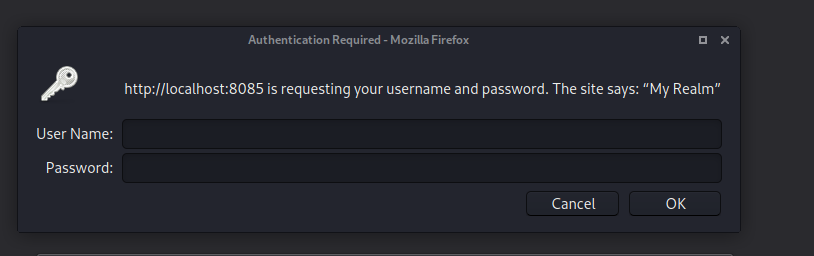 Authentication Required - Mozilla Firefox
http://localhost:8085 is requesting your username and password. The site says: “My Realm”
User Name:
Password:
Cancel OK